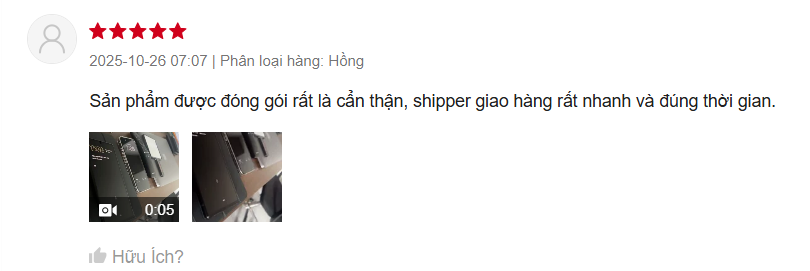 2025-10-26 07:07 | Phân loại hàng: Hồng
Sản phẩm được đóng gói rất là cẩn thận, shipper giao hàng rất nhanh và đúng thời gian.
0:05
Hữu Ích?